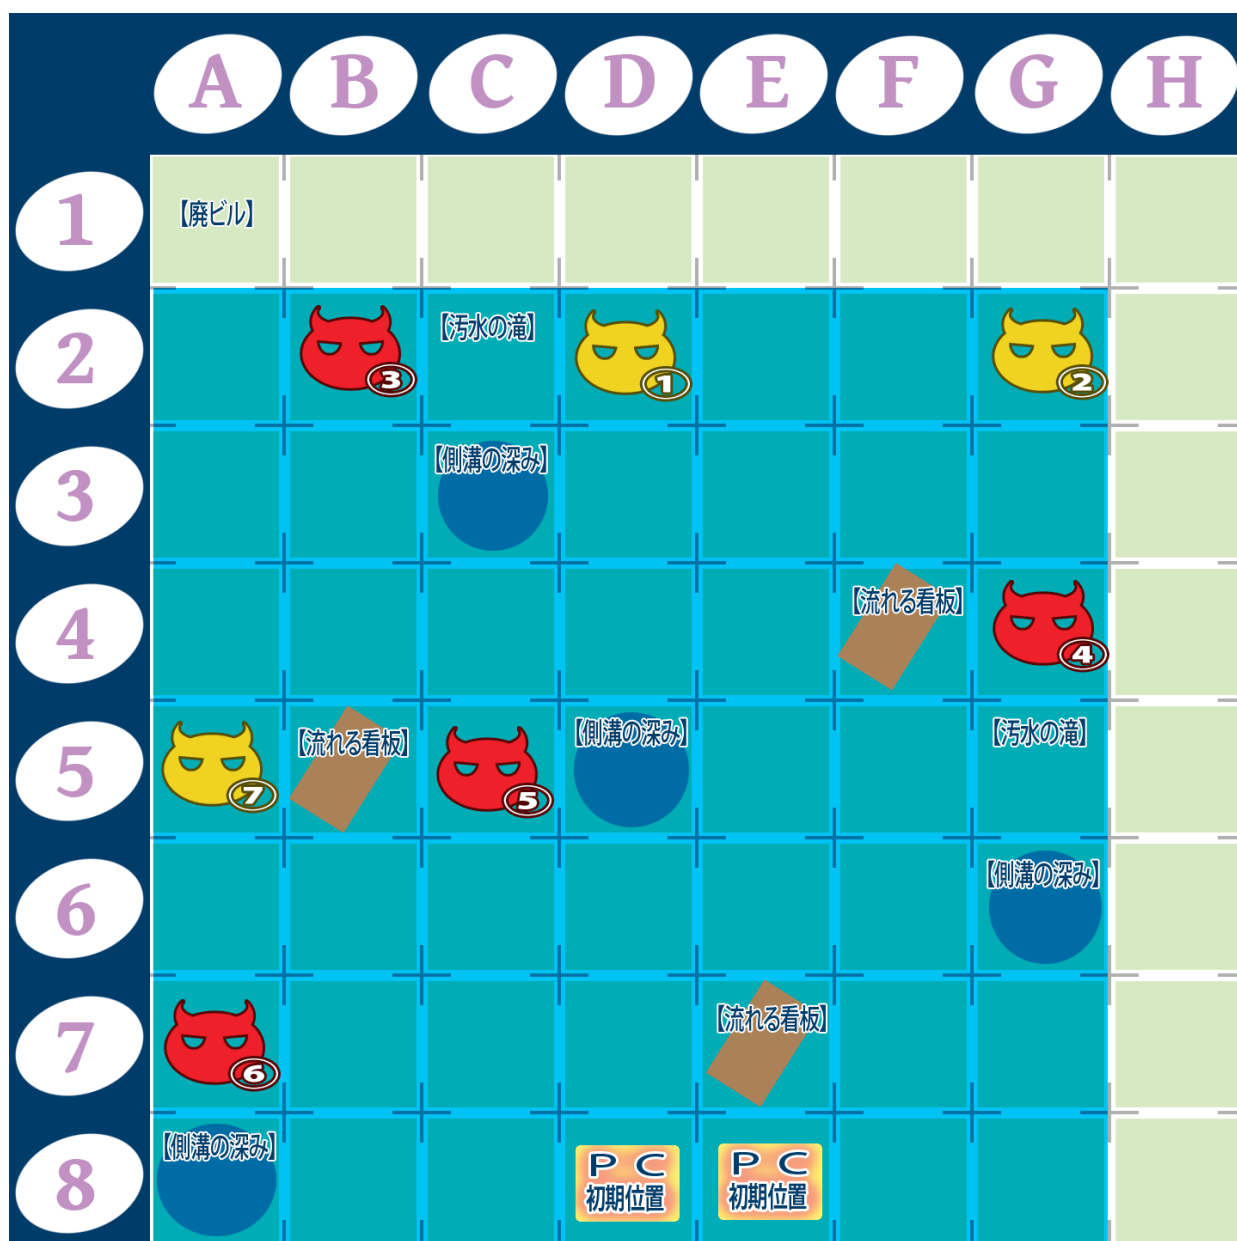 A B C D E F G H
1 【廃ビル】
2 3 【汚水の滝】 1 2
3 【側溝の深み】
4 【流れる看板】 4
5 7 【流れる看板】 5 【側溝の深み】 【汚水の滝】
6 【側溝の深み】
7 6 【流れる看板】
8 【側溝の深み】 PC PC
初期位置 初期位置